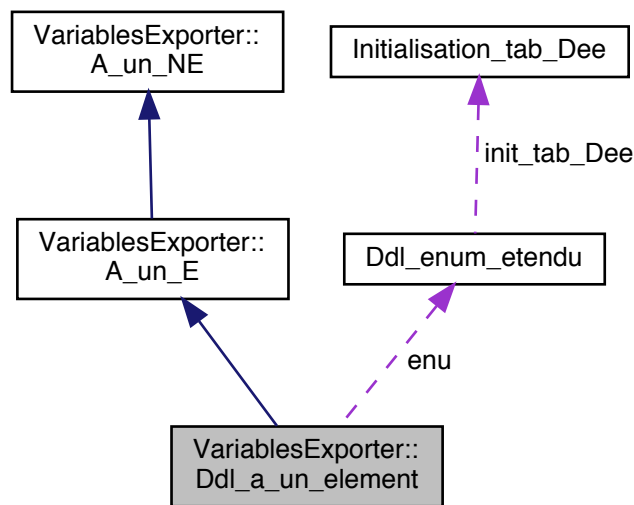 VariablesExporter::
A_un_NE
Initialisation_tab_Dee
init_tab_Dee
VariablesExporter::
A_un_E
Ddl_enum_etendu
enu
VariablesExporter::
Ddl_a_un_element